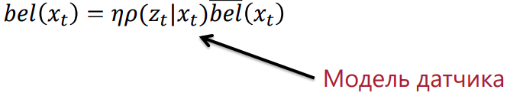 bel(x_t) = ηρ(z_t|x_t)\overline{bel}(x_t)
Модель датчика